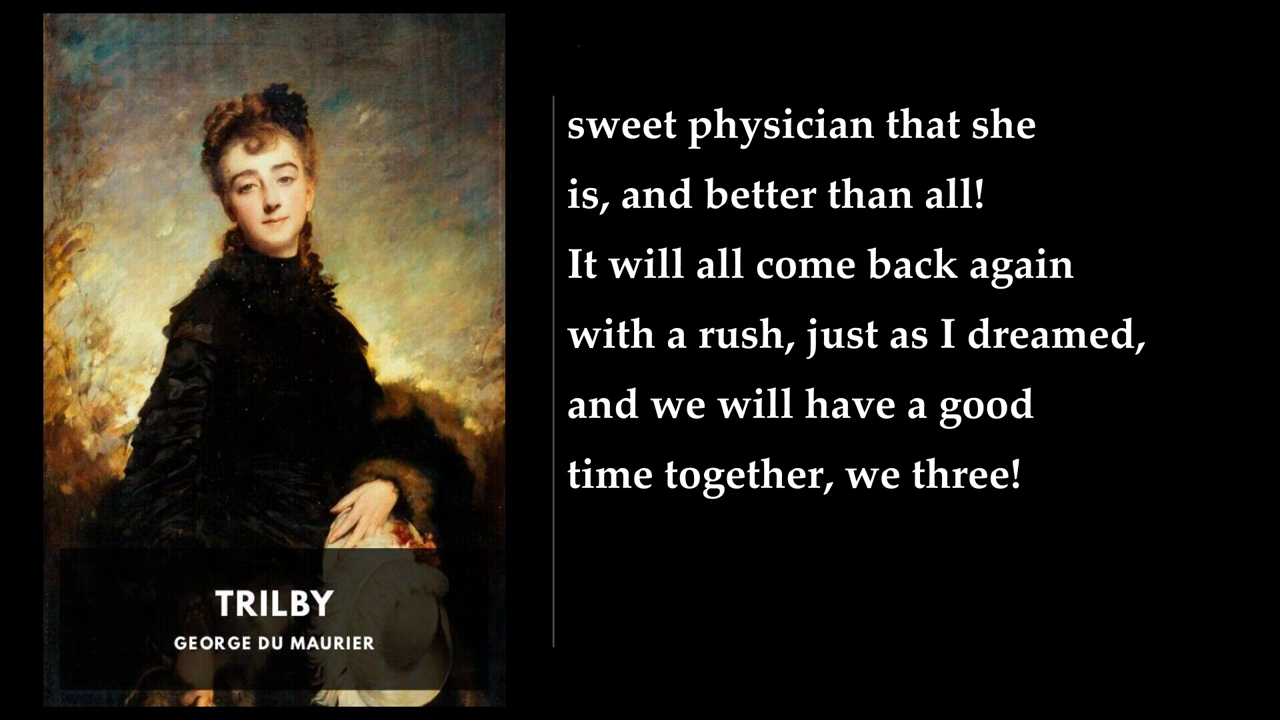 sweet physician that she
is, and better than all!
It will all come back again
with a rush, just as I dreamed,
and we will have a good
time together, we three!
TRILBY
GEORGE DU MAURIER